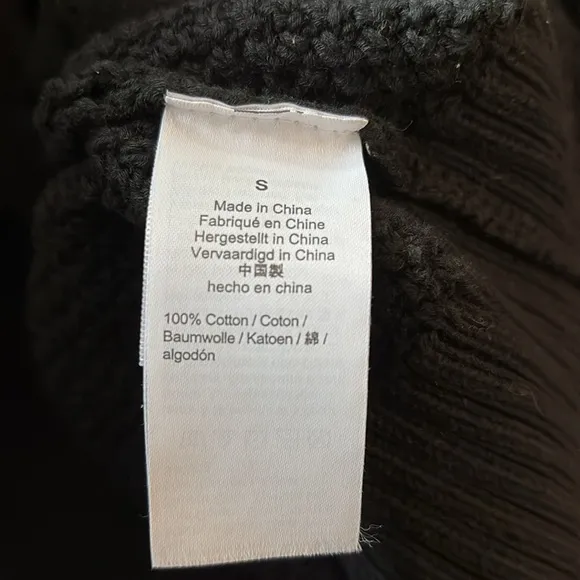 S
Made in China
Fabriqué en Chine
Hergestellt in China
Vervaardigd in China
中国製
hecho en china
100% Cotton / Coton /
Baumwolle / Katoen / 綿 /
algodón